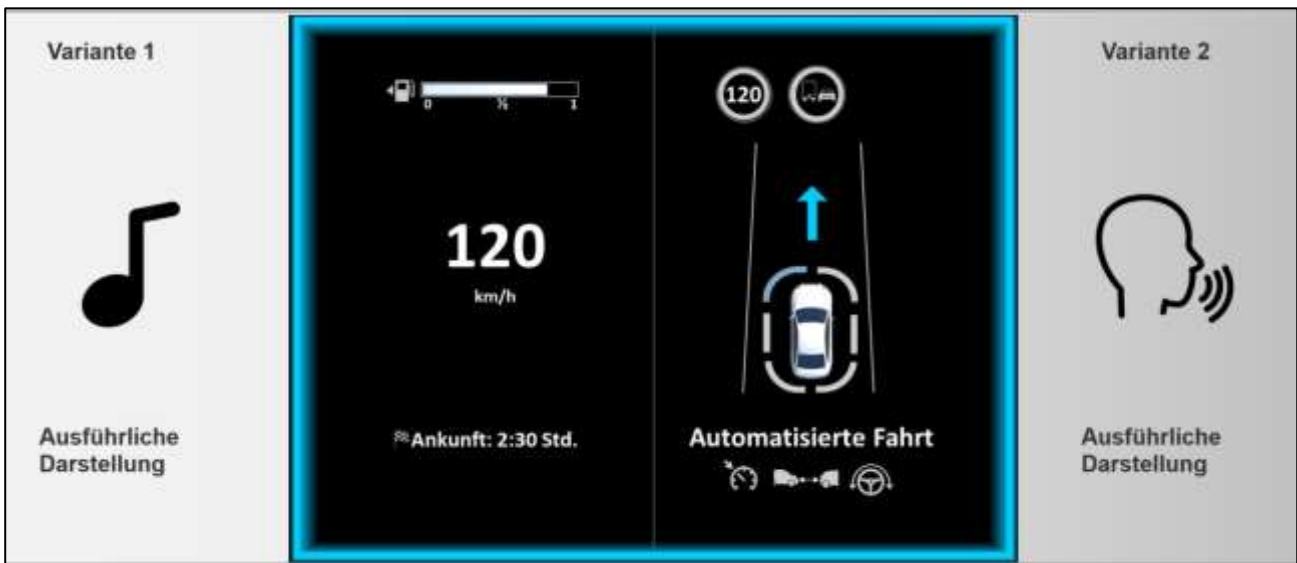 Variante 1
Ausführliche
Darstellung
0 ½ 1
120
km/h
Ankunft: 2:30 Std.
120
Automatisierte Fahrt
Variante 2
Ausführliche
Darstellung